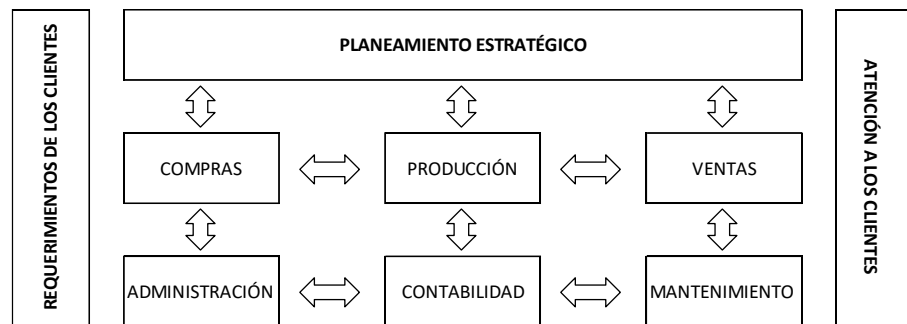 REQUERIMIENTOS DE LOS CLIENTES
PLANEAMIENTO ESTRATÉGICO
COMPRAS
PRODUCCIÓN
VENTAS
ADMINISTRACIÓN
CONTABILIDAD
MANTENIMIENTO
ATENCIÓN A LOS CLIENTES